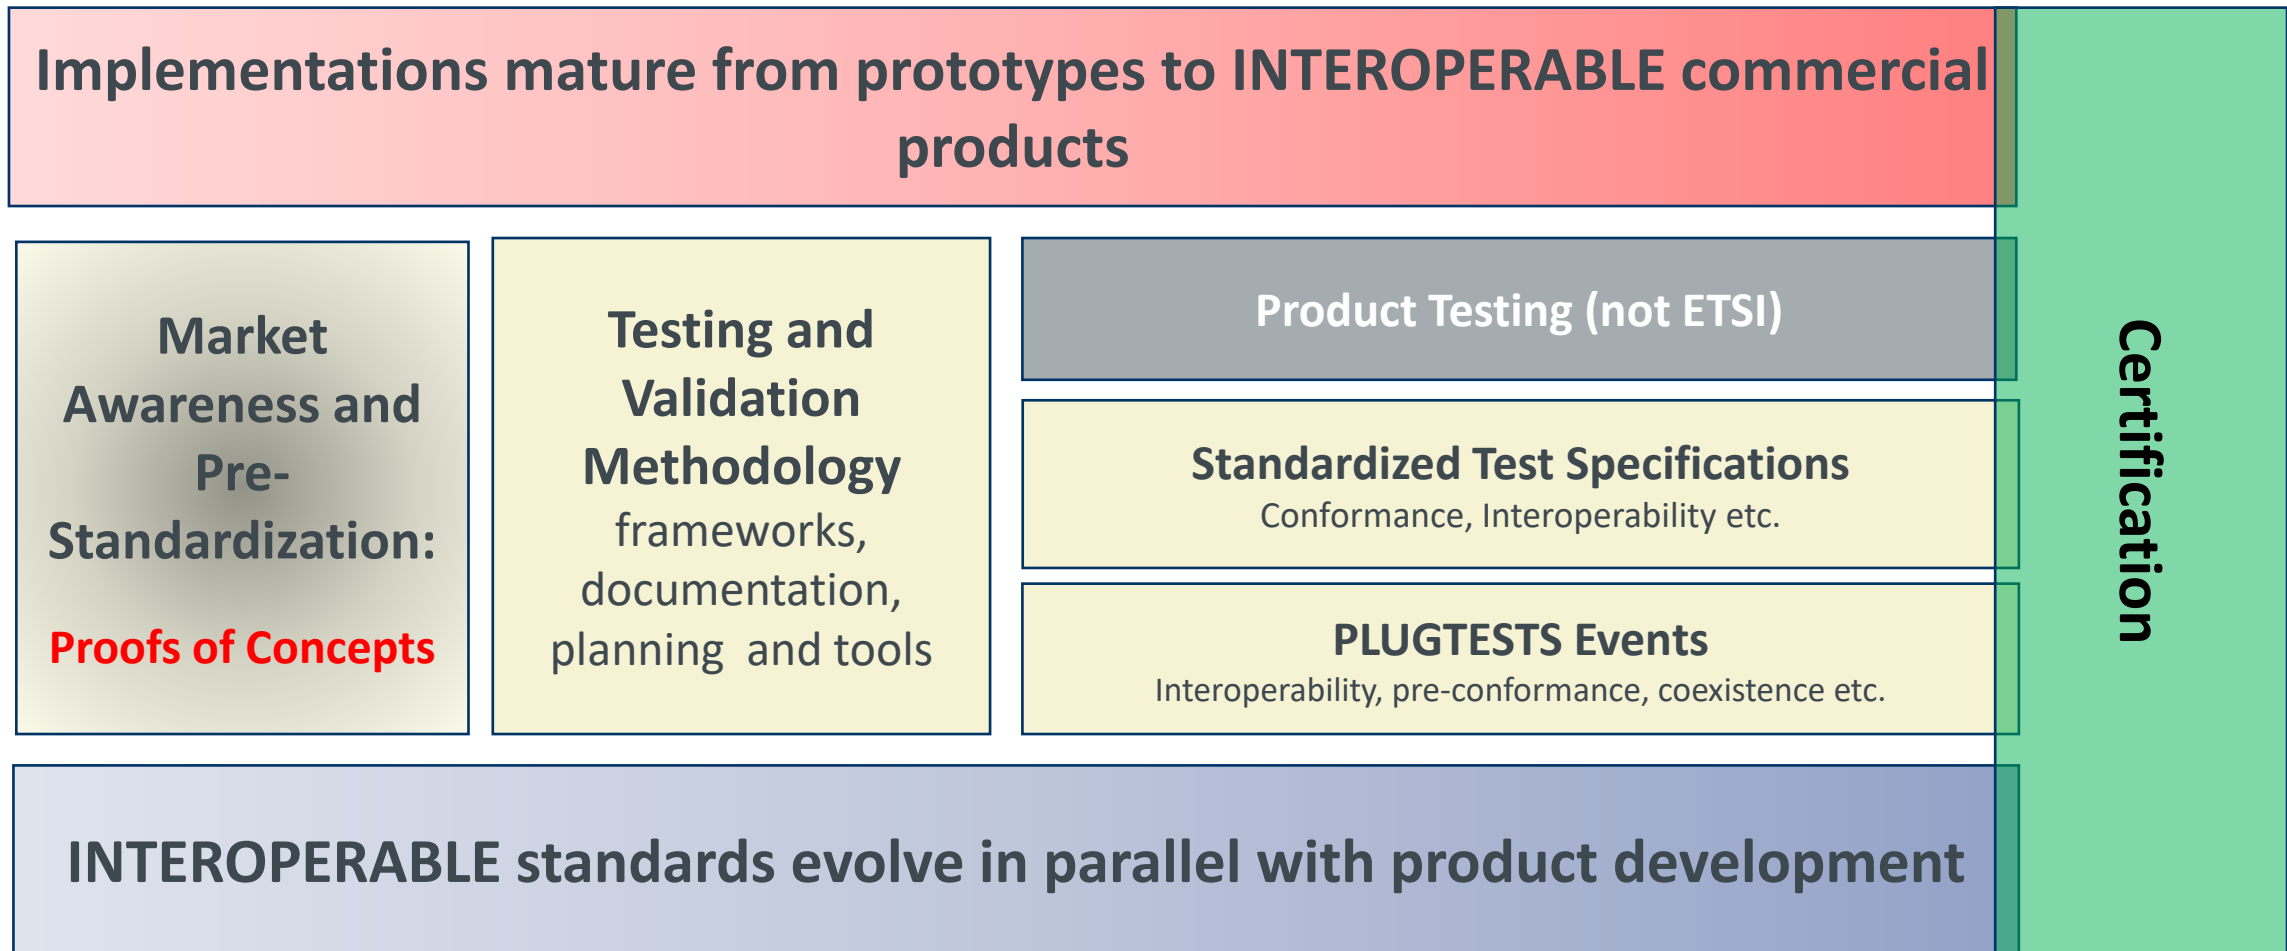 Implementations mature from prototypes to INTEROPERABLE commercial
products
Market
Awareness and
Pre-
Standardization:
Proofs of Concepts
Testing and
Validation
Methodology
frameworks,
documentation,
planning  and tools
Product Testing (not ETSI)
Standardized Test Specifications
Conformance, Interoperability etc.
PLUGTESTS Events
Interoperability, pre-conformance, coexistence etc.
Certification
INTEROPERABLE standards evolve in parallel with product development